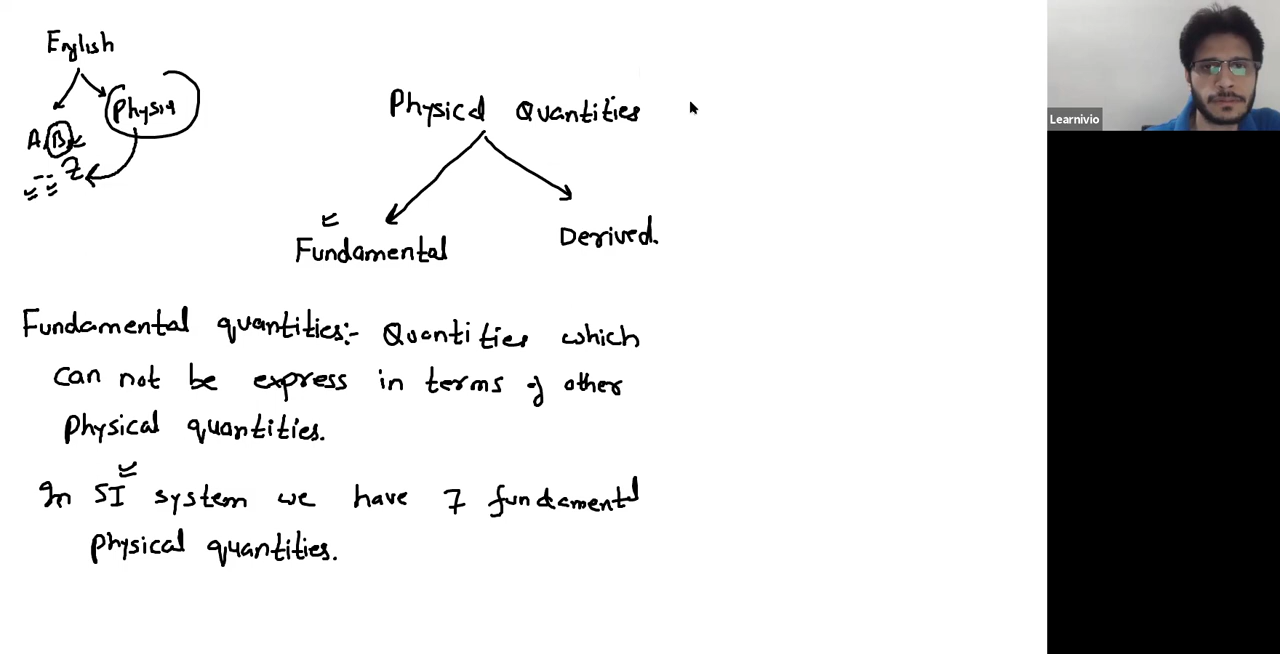 English
Physics
A, B,
-- Z
Physical Quantities
Fundamental
Derived.
Fundamental quantities:- Quantities which
can not be express in terms of other
physical quantities.
In SI system we have 7 fundamental
physical quantities.
Learnivio